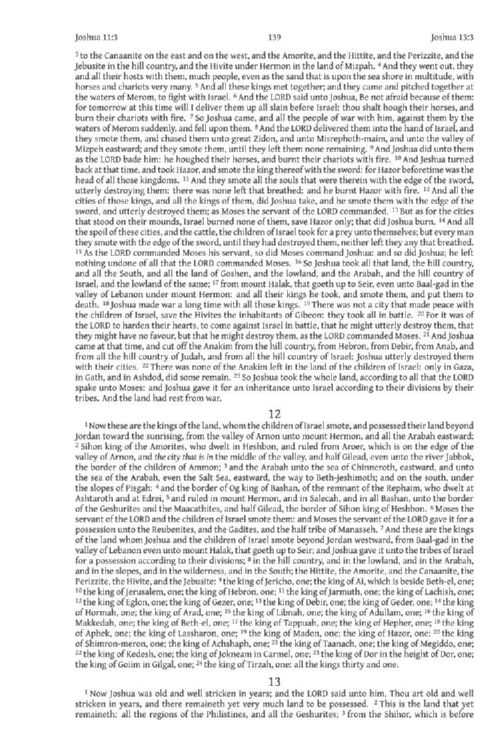 Joshua 11:3 139 Joshua 13:3
³ to the Canaanite on the east and on the west, and the Amorite, and the Hittite, and the Perizzite, and the
Jebusite in the hill country, and the Hivite under Hermon in the land of Mizpah. ⁴ And they went out, they
and all their hosts with them, much people, even as the sand that is upon the sea shore in multitude, with
horses and chariots very many. ⁵ And all these kings met together; and they came and pitched together at
the waters of Merom, to fight with Israel. ⁶ And the LORD said unto Joshua, Be not afraid because of them:
for tomorrow at this time will I deliver them up all slain before Israel: thou shalt hough their horses, and
burn their chariots with fire. ⁷ So Joshua came, and all the people of war with him, against them by the
waters of Merom suddenly, and fell upon them. ⁸ And the LORD delivered them into the hand of Israel, and
they smote them, and chased them unto great Zidon, and unto Misrephoth-maim, and unto the valley of
Mizpeh eastward; and they smote them, until they left them none remaining. ⁹ And Joshua did unto them
as the LORD bade him: he houghed their horses, and burnt their chariots with fire. ¹⁰ And Joshua turned
back at that time, and took Hazor, and smote the king thereof with the sword: for Hazor beforetime was the
head of all those kingdoms. ¹¹ And they smote all the souls that were therein with the edge of the sword,
utterly destroying them: there was none left that breathed: and he burnt Hazor with fire. ¹² And all the
cities of those kings, and all the kings of them, did Joshua take, and he smote them with the edge of the
sword, and utterly destroyed them; as Moses the servant of the LORD commanded. ¹³ But as for the cities
that stood on their mounds, Israel burned none of them, save Hazor only; that did Joshua burn. ¹⁴ And all
the spoil of these cities, and the cattle, the children of Israel took for a prey unto themselves; but every man
they smote with the edge of the sword, until they had destroyed them, neither left they any that breathed.
¹⁵ As the LORD commanded Moses his servant, so did Moses command Joshua: and so did Joshua; he left
nothing undone of all that the LORD commanded Moses. ¹⁶ So Joshua took all that land, the hill country,
and all the South, and all the land of Goshen, and the lowland, and the Arabah, and the hill country of
Israel, and the lowland of the same; ¹⁷ from mount Halak, that goeth up to Seir, even unto Baal-gad in the
valley of Lebanon under mount Hermon: and all their kings he took, and smote them, and put them to
death. ¹⁸ Joshua made war a long time with all those kings. ¹⁹ There was not a city that made peace with
the children of Israel, save the Hivites the inhabitants of Gibeon: they took all in battle. ²⁰ For it was of
the LORD to harden their hearts, to come against Israel in battle, that he might utterly destroy them, that
they might have no favour, but that he might destroy them, as the LORD commanded Moses. ²¹ And Joshua
came at that time, and cut off the Anakim from the hill country, from Hebron, from Debir, from Anab, and
from all the hill country of Judah, and from all the hill country of Israel: Joshua utterly destroyed them
with their cities. ²² There was none of the Anakim left in the land of the children of Israel: only in Gaza,
in Gath, and in Ashdod, did some remain. ²³ So Joshua took the whole land, according to all that the LORD
spake unto Moses; and Joshua gave it for an inheritance unto Israel according to their divisions by their
tribes. And the land had rest from war.
12
¹ Now these are the kings of the land, whom the children of Israel smote, and possessed their land beyond
Jordan toward the sunrising, from the valley of Arnon unto mount Hermon, and all the Arabah eastward:
² Sihon king of the Amorites, who dwelt in Heshbon, and ruled from Aroer, which is on the edge of the
valley of Arnon, and the city that is in the middle of the valley, and half Gilead, even unto the river Jabbok,
the border of the children of Ammon; ³ and the Arabah unto the sea of Chinneroth, eastward, and unto
the sea of the Arabah, even the Salt Sea, eastward, the way to Beth-jeshimoth; and on the south, under
the slopes of Pisgah: ⁴ and the border of Og king of Bashan, of the remnant of the Rephaim, who dwelt at
Ashtaroth and at Edrei, ⁵ and ruled in mount Hermon, and in Salecah, and in all Bashan, unto the border
of the Geshurites and the Maacathites, and half Gilead, the border of Sihon king of Heshbon. ⁶ Moses the
servant of the LORD and the children of Israel smote them: and Moses the servant of the LORD gave it for a
possession unto the Reubenites, and the Gadites, and the half tribe of Manasseh. ⁷ And these are the kings
of the land whom Joshua and the children of Israel smote beyond Jordan westward, from Baal-gad in the
valley of Lebanon even unto mount Halak, that goeth up to Seir; and Joshua gave it unto the tribes of Israel
for a possession according to their divisions; ⁸ in the hill country, and in the lowland, and in the Arabah,
and in the slopes, and in the wilderness, and in the South; the Hittite, the Amorite, and the Canaanite, the
Perizzite, the Hivite, and the Jebusite: ⁹ the king of Jericho, one; the king of Ai, which is beside Beth-el, one;
¹⁰ the king of Jerusalem, one; the king of Hebron, one; ¹¹ the king of Jarmuth, one; the king of Lachish, one;
¹² the king of Eglon, one; the king of Gezer, one; ¹³ the king of Debir, one; the king of Geder, one; ¹⁴ the king
of Hormah, one; the king of Arad, one; ¹⁵ the king of Libnah, one; the king of Adullam, one; ¹⁶ the king of
Makkedah, one; the king of Beth-el, one; ¹⁷ the king of Tappuah, one; the king of Hepher, one; ¹⁸ the king
of Aphek, one; the king of Lassharon, one; ¹⁹ the king of Madon, one; the king of Hazor, one; ²⁰ the king
of Shimron-meron, one; the king of Achshaph, one; ²¹ the king of Taanach, one; the king of Megiddo, one;
²² the king of Kedesh, one; the king of Jokneam in Carmel, one; ²³ the king of Dor in the height of Dor, one;
the king of Goiim in Gilgal, one; ²⁴ the king of Tirzah, one: all the kings thirty and one.
13
¹ Now Joshua was old and well stricken in years; and the LORD said unto him, Thou art old and well
stricken in years, and there remaineth yet very much land to be possessed. ² This is the land that yet
remaineth: all the regions of the Philistines, and all the Geshurites; ³ from the Shihor, which is before